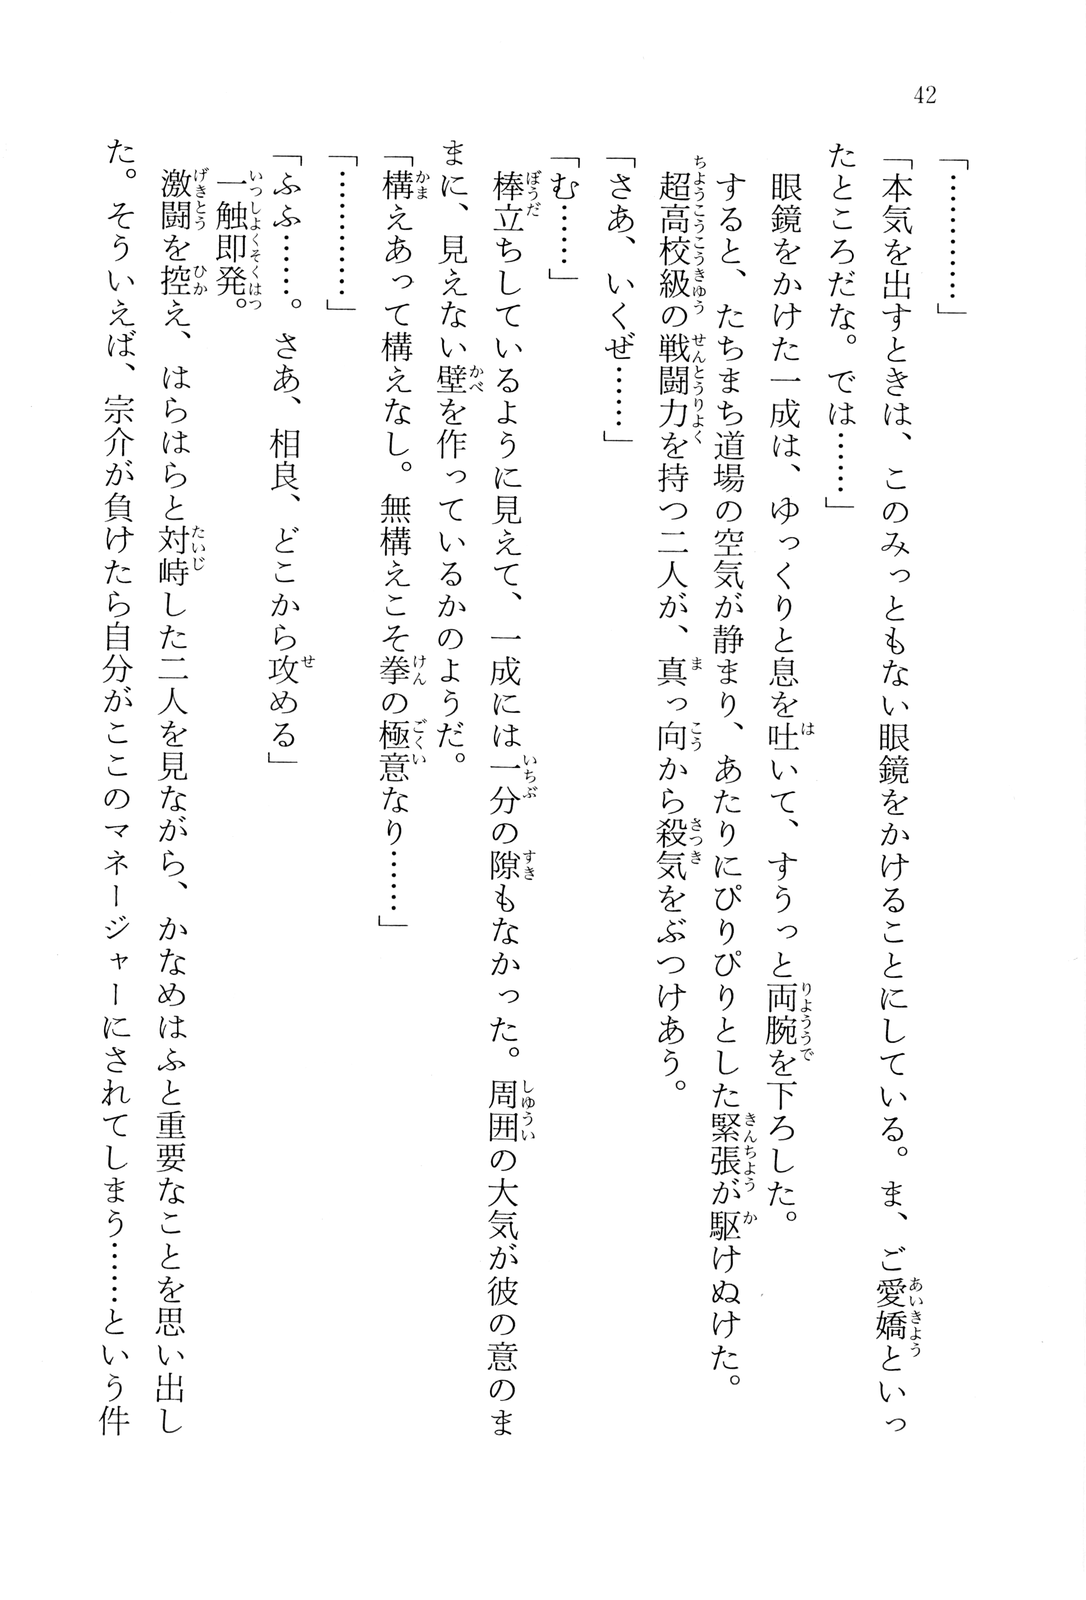 42
「…………」
「本気を出すときは、このみっともない眼鏡をかけることにしている。ま、ご愛嬌といっ
たところだな。では……」
眼鏡をかけた一成は、ゆっくりと息を吐いて、すうっと両腕を下ろした。
すると、たちまち道場の空気が静まり、あたりにぴりぴりとした緊張が駆けぬけた。
超高校級の戦闘力を持つ二人が、真っ向から殺気をぶつけあう。
「さあ、いくぜ……」
「む……」
棒立ちしているように見えて、一成には一分の隙もなかった。周囲の大気が彼の意のま
まに、見えない壁を作っているかのようだ。
「構えあって構えなし。無構えこそ拳の極意なり……」
「…………」
「ふふ……。さあ、相良、どこから攻める」
一触即発。
激闘を控え、はらはらと対峙した二人を見ながら、かなめはふと重要なことを思い出し
た。そういえば、宗介が負けたら自分がここのマネージャーにされてしまう……という件